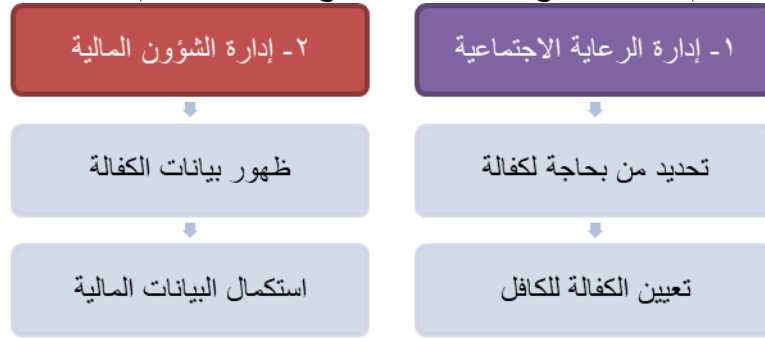 ١- إدارة الرعاية الاجتماعية
تحديد من بحاجة لكفالة
تعيين الكفالة للكافل
٢- إدارة الشؤون المالية
ظهور بيانات الكفالة
استكمال البيانات المالية